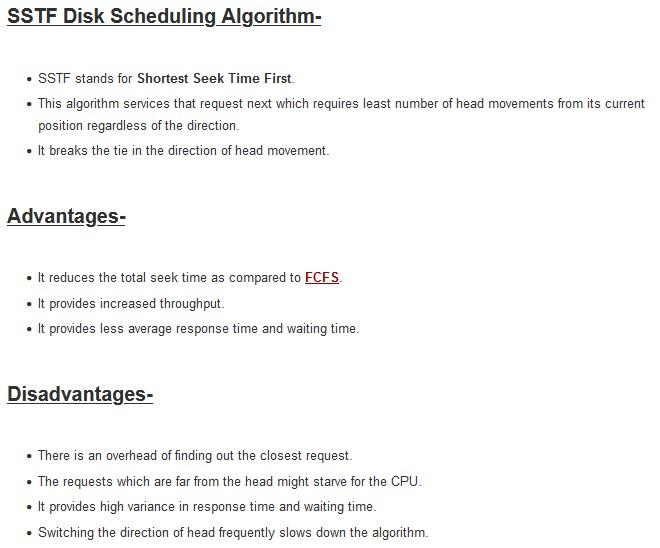 SSTF Disk Scheduling Algorithm-
• SSTF stands for Shortest Seek Time First.
• This algorithm services that request next which requires least number of head movements from its current
position regardless of the direction.
• It breaks the tie in the direction of head movement.
Advantages-
• It reduces the total seek time as compared to FCFS.
• It provides increased throughput.
• It provides less average response time and waiting time.
Disadvantages-
• There is an overhead of finding out the closest request.
• The requests which are far from the head might starve for the CPU.
• It provides high variance in response time and waiting time.
• Switching the direction of head frequently slows down the algorithm.